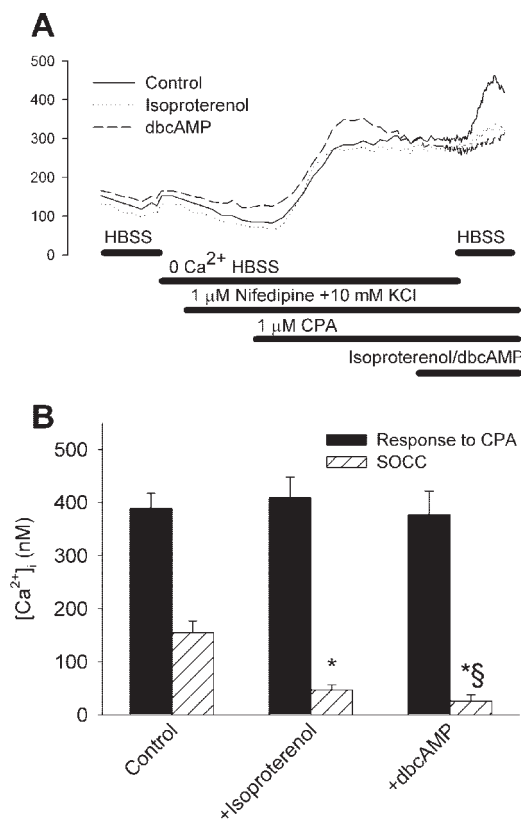 A
500
400
300
200
100
0
Control
Isoproterenol
dbcAMP
HBSS
HBSS
0 Ca2+ HBSS
1 μM Nifedipine +10 mM KCl
1 μM CPA
Isoproterenol/dbcAMP
B
500
400
300
200
100
0
[Ca2+]i (nM)
Response to CPA
SOCC
*
*§
Control
+Isoproterenol
+dbcAMP